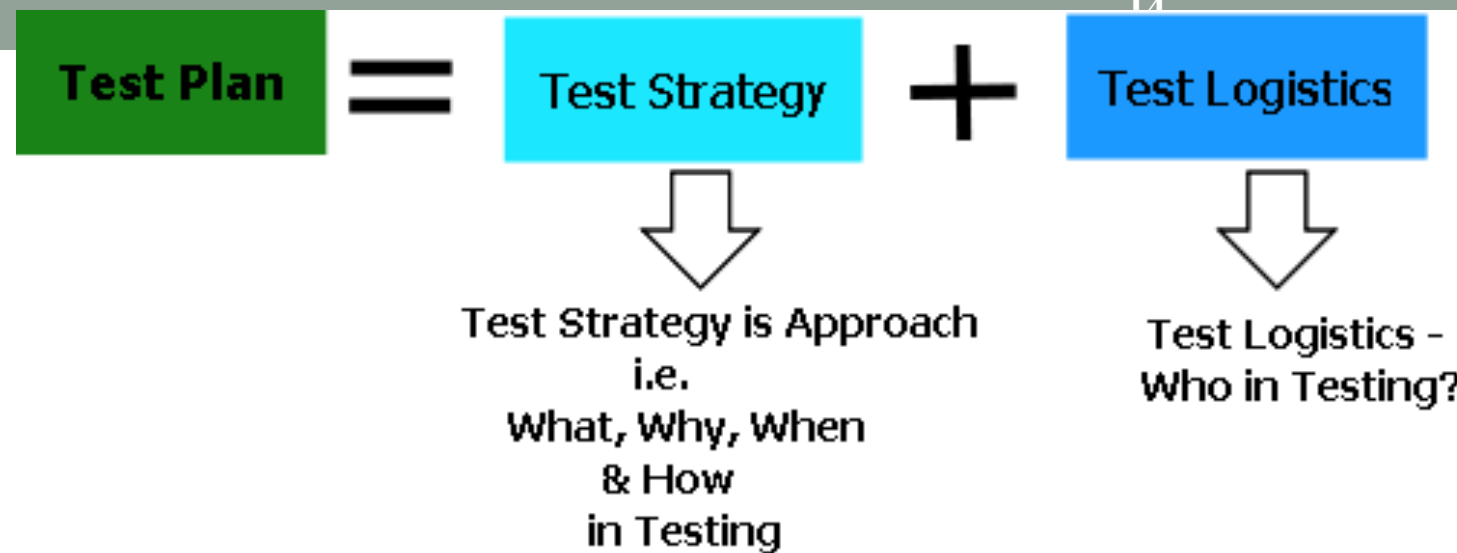 Test Plan = Test Strategy + Test Logistics
Test Strategy is Approach
i.e.
What, Why, When
& How
in Testing
Test Logistics -
Who in Testing?